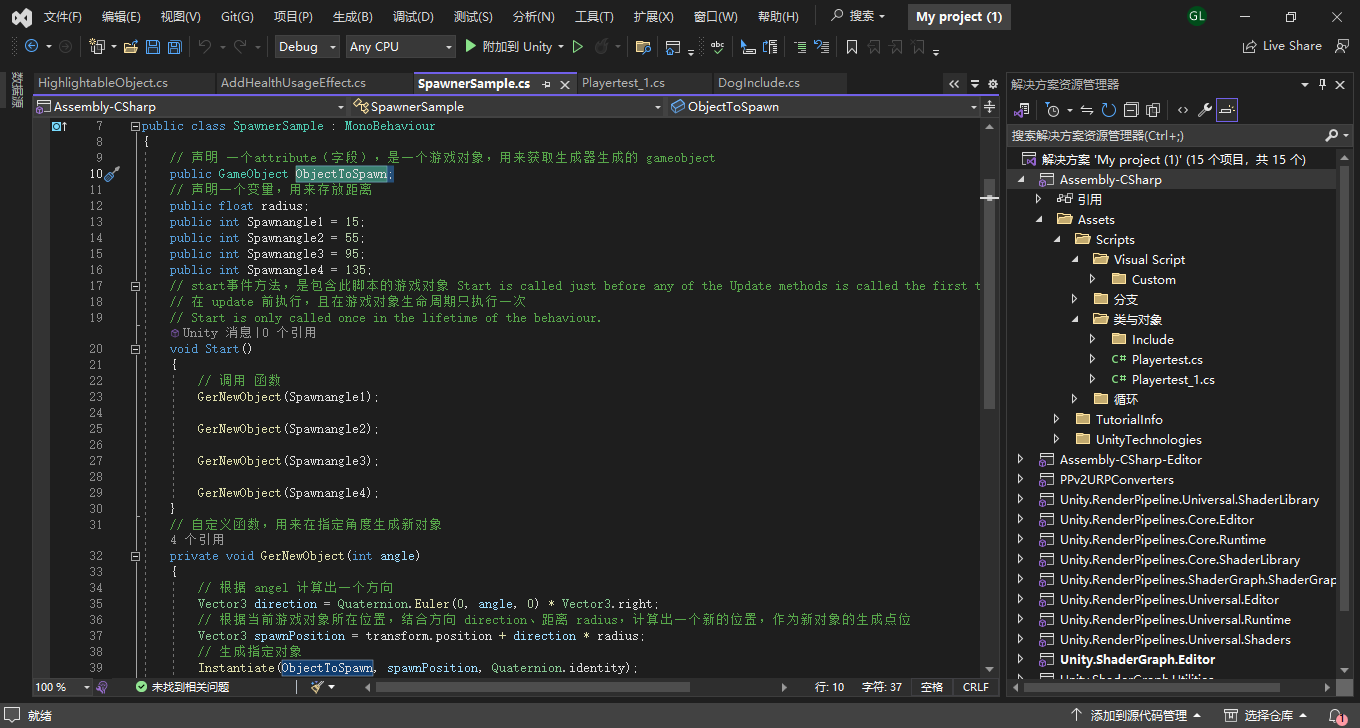 文件(F) 编辑(E) 视图(V) Git(G) 项目(P) 生成(B) 调试(D) 测试(S) 分析(N) 工具(T) 扩展(X) 窗口(W) 帮助(H) 搜索 My project (1) GL
Debug Any CPU 附加到 Unity Live Share
数据源
HighlightableObject.cs AddHealthUsageEffect.cs SpawnerSample.cs Playertest_1.cs DogInclude.cs
Assembly-CSharp SpawnerSample ObjectToSpawn
7 public class SpawnerSample : MonoBehaviour
8 {
9 // 声明 一个attribute（字段），是一个游戏对象，用来获取生成器生成的 gameobject
10 public GameObject ObjectToSpawn;
11 // 声明一个变量，用来存放距离
12 public float radius;
13 public int Spawnangle1 = 15;
14 public int Spawnangle2 = 55;
15 public int Spawnangle3 = 95;
16 public int Spawnangle4 = 135;
17 // start事件方法，是包含此脚本的游戏对象 Start is called just before any of the Update methods is called the first t
18 // 在 update 前执行，且在游戏对象生命周期只执行一次
19 // Start is only called once in the lifetime of the behaviour.
Unity 消息|0 个引用
20 void Start()
21 {
22 // 调用 函数
23 GerNewObject(Spawnangle1);
24
25 GerNewObject(Spawnangle2);
26
27 GerNewObject(Spawnangle3);
28
29 GerNewObject(Spawnangle4);
30 }
31 // 自定义函数，用来在指定角度生成新对象
4 个引用
32 private void GerNewObject(int angle)
33 {
34 // 根据 angel 计算出一个方向
35 Vector3 direction = Quaternion.Euler(0, angle, 0) * Vector3.right;
36 // 根据当前游戏对象所在位置，结合方向 direction、距离 radius，计算出一个新的位置，作为新对象的生成点位
37 Vector3 spawnPosition = transform.position + direction * radius;
38 // 生成指定对象
39 Instantiate(ObjectToSpawn, spawnPosition, Quaternion.identity);
100 % 未找到相关问题 行: 10 字符: 37 空格 CRLF
解决方案资源管理器
搜索解决方案资源管理器(Ctrl+;)
解决方案 'My project (1)' (15 个项目，共 15 个)
Assembly-CSharp
引用
Assets
Scripts
Visual Script
Custom
分支
类与对象
Include
C# Playertest.cs
C# Playertest_1.cs
循环
TutorialInfo
UnityTechnologies
Assembly-CSharp-Editor
PPv2URPConverters
Unity.RenderPipeline.Universal.ShaderLibrary
Unity.RenderPipelines.Core.Editor
Unity.RenderPipelines.Core.Runtime
Unity.RenderPipelines.Core.ShaderLibrary
Unity.RenderPipelines.ShaderGraph.ShaderGrap
Unity.RenderPipelines.Universal.Editor
Unity.RenderPipelines.Universal.Runtime
Unity.RenderPipelines.Universal.Shaders
Unity.ShaderGraph.Editor
Unity.ShaderGraph.Utilities
就绪 添加到源代码管理 选择仓库 1